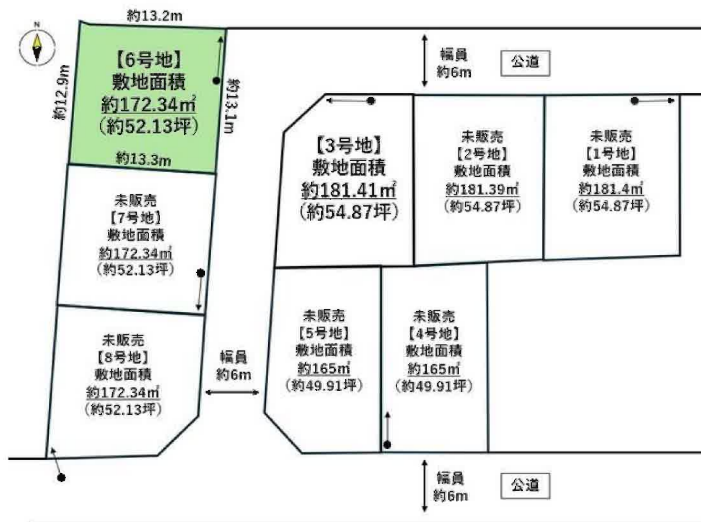 約13.2m
N
【6号地】
敷地面積
約172.34㎡
（約52.13坪）
約12.9m
約13.1m
約13.3m
幅員
約6m
公道
【3号地】
敷地面積
約181.41㎡
（約54.87坪）
未販売
【2号地】
敷地面積
約181.39㎡
（約54.87坪）
未販売
【1号地】
敷地面積
約181.4㎡
（約54.87坪）
未販売
【7号地】
敷地面積
約172.34㎡
（約52.13坪）
未販売
【8号地】
敷地面積
約172.34㎡
（約52.13坪）
幅員
約6m
未販売
【5号地】
敷地面積
約165㎡
（約49.91坪）
未販売
【4号地】
敷地面積
約165㎡
（約49.91坪）
幅員
約6m
公道